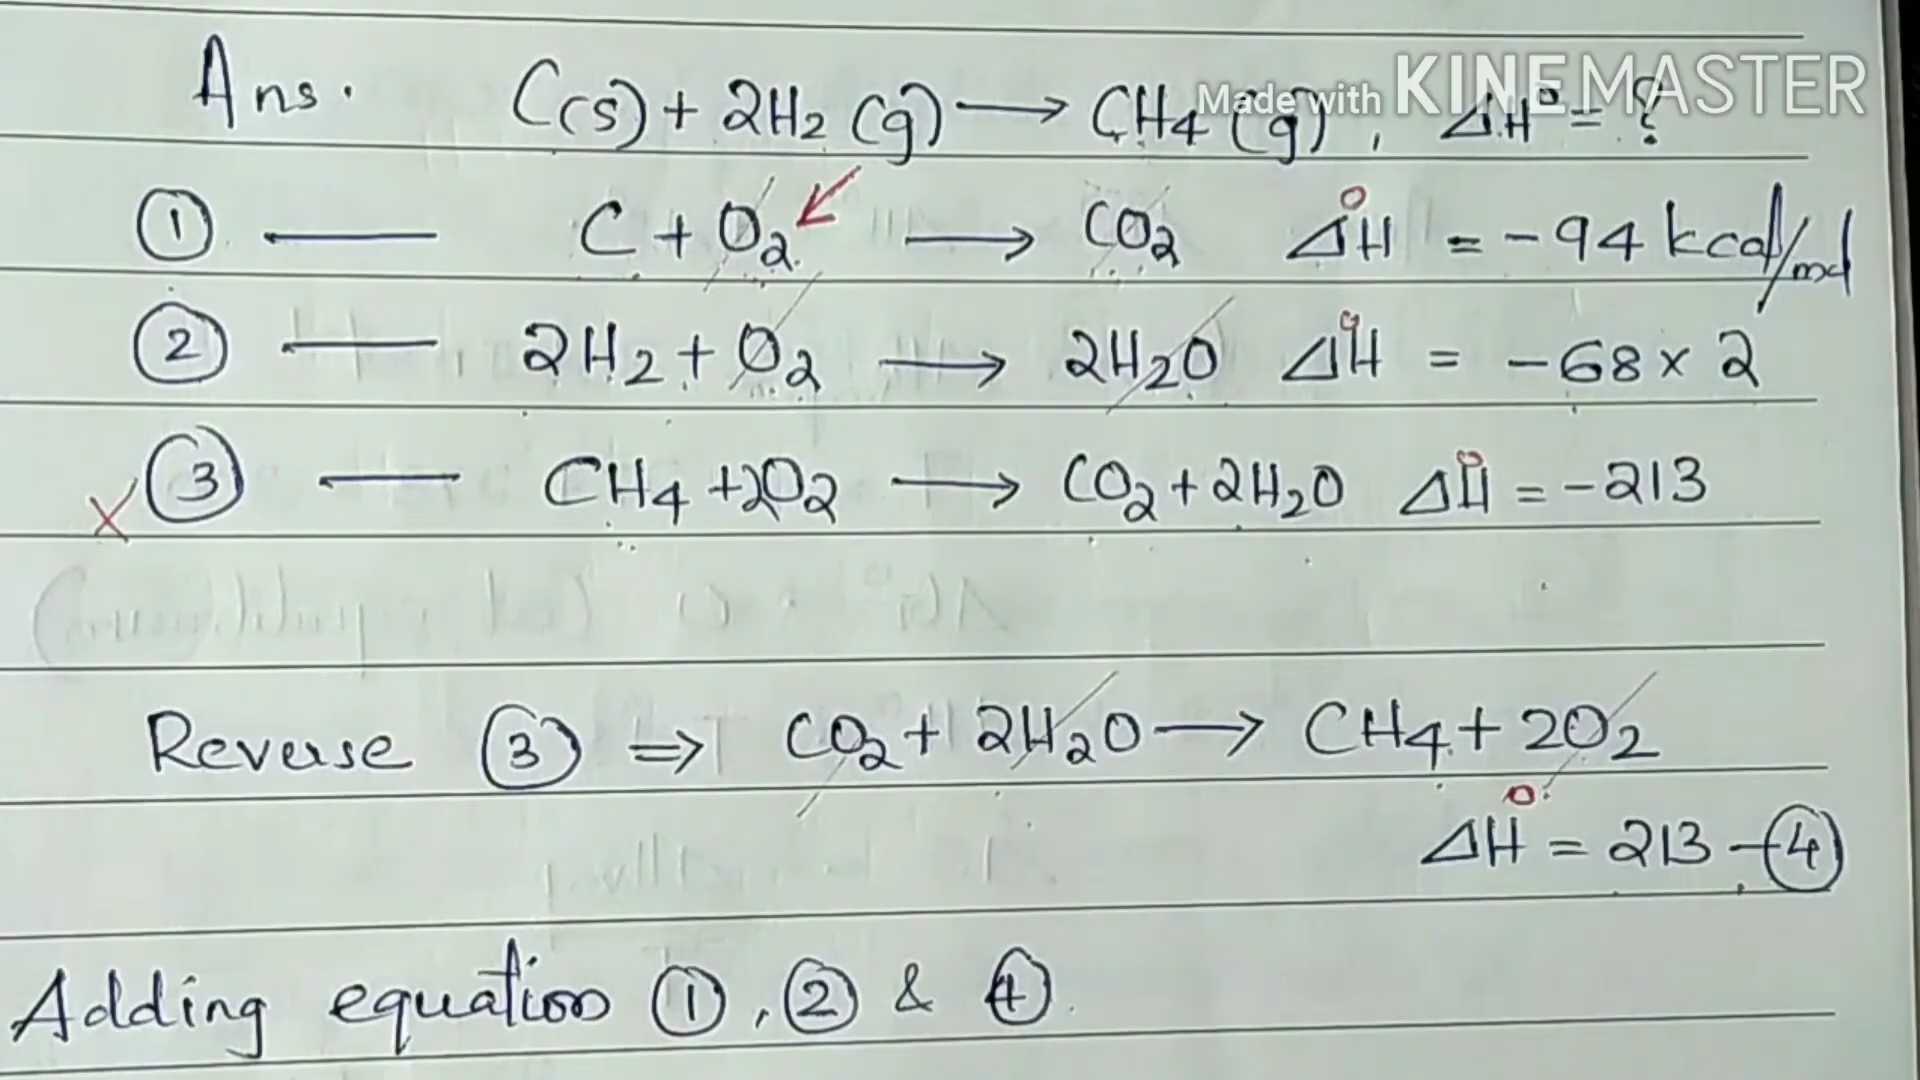 Ans. C(s) + 2H2 (g) → CH4 (g), ΔH° = ?
Made with KINEMASTER
① — C + O2 → CO2 ΔH° = -94 kcal/mol
② — 2H2 + O2 → 2H2O ΔH° = -68 × 2
X ③ — CH4 + 2O2 → CO2 + 2H2O ΔH° = -213
Reverse ③ ⇒ CO2 + 2H2O → CH4 + 2O2
ΔH° = 213 - ④
Adding equation ①, ② & ④.